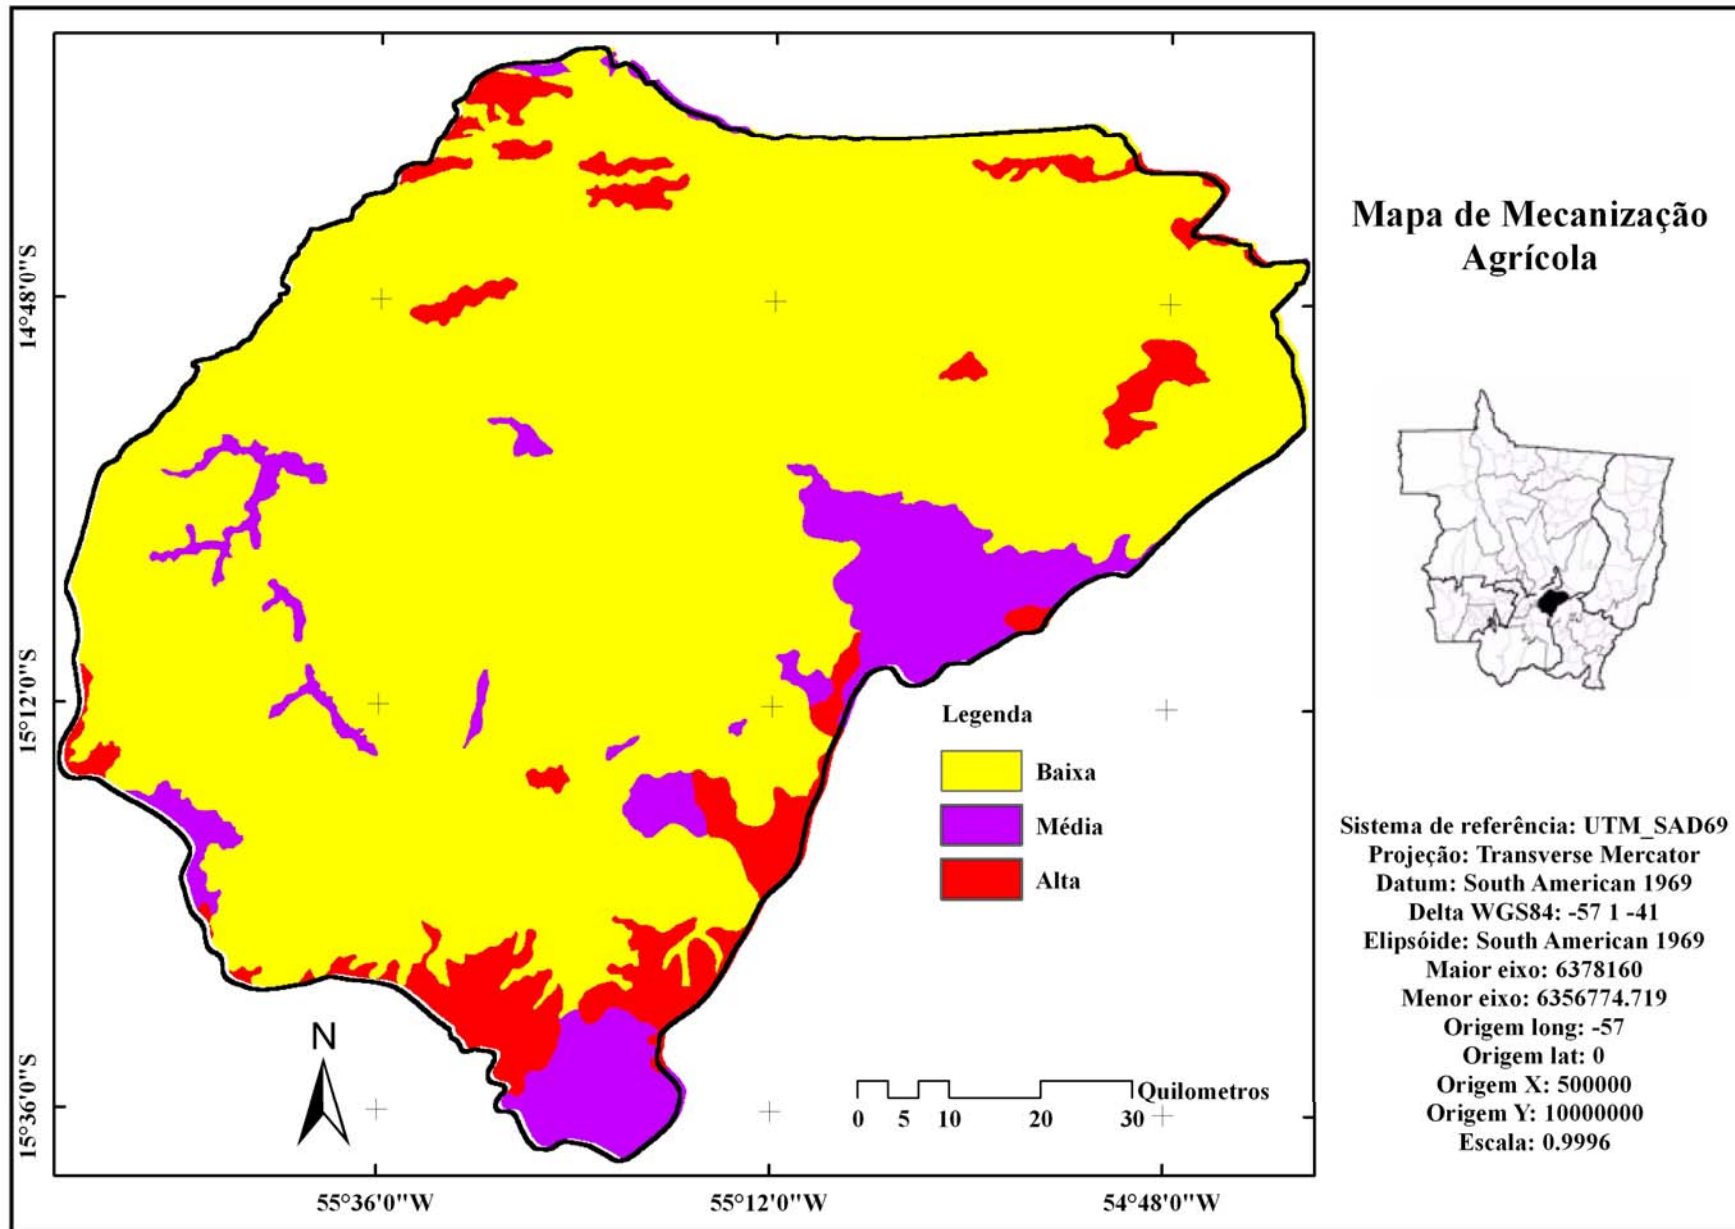 Mapa de Mecanização
Agrícola
14°48'0"S
15°12'0"S
15°36'0"S
Legenda
Baixa
Média
Alta
N
Quilometros
0 5 10 20 30
55°36'0"W 55°12'0"W 54°48'0"W
Sistema de referência: UTM_SAD69
Projeção: Transverse Mercator
Datum: South American 1969
Delta WGS84: -57 1 -41
Elipsóide: South American 1969
Maior eixo: 6378160
Menor eixo: 6356774.719
Origem long: -57
Origem lat: 0
Origem X: 500000
Origem Y: 10000000
Escala: 0.9996